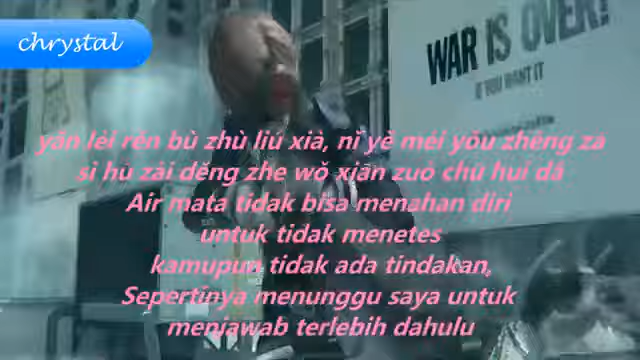 chrystal
WAR IS OVER!
IF YOU WANT IT
yǎn lèi rěn bù zhù liú xià, nǐ yě méi yǒu zhēng zá
sì hū zài děng zhe wǒ xiān zuò chū huí dá
Air mata tidak bisa menahan diri
untuk tidak menetes
kamupun tidak ada tindakan,
Sepertinya menunggu saya untuk
menjawab terlebih dahulu